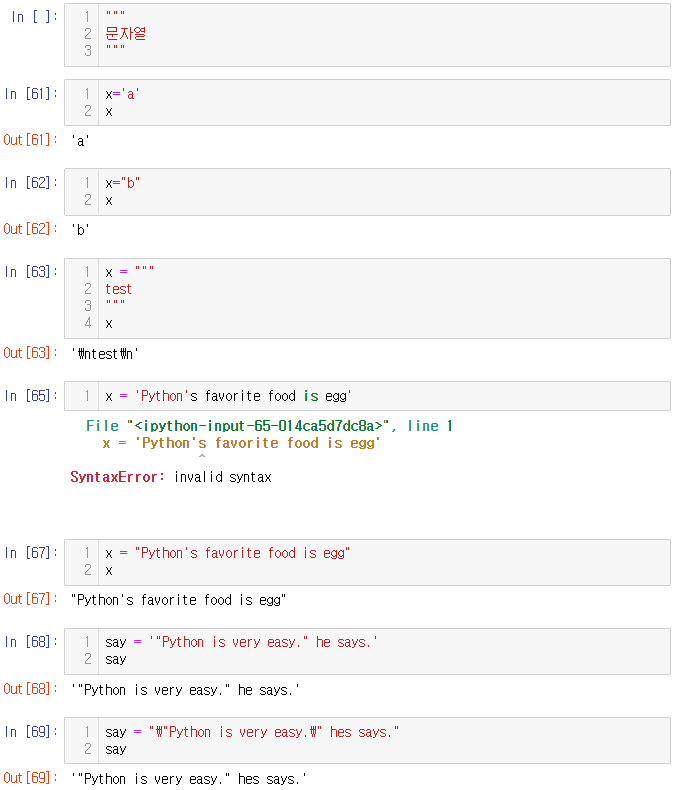 In [ ]:
1 """
2 문자열
3 """
In [61]:
1 x='a'
2 x
Out[61]: 'a'
In [62]:
1 x="b"
2 x
Out[62]: 'b'
In [63]:
1 x = """
2 test
3 """
4 x
Out[63]: '₩ntest₩n'
In [65]:
1 x = 'Python's favorite food is egg'
File "<ipython-input-65-014ca5d7dc8a>", line 1
x = 'Python's favorite food is egg'
^
SyntaxError: invalid syntax
In [67]:
1 x = "Python's favorite food is egg"
2 x
Out[67]: "Python's favorite food is egg"
In [68]:
1 say = '"Python is very easy." he says.'
2 say
Out[68]: '"Python is very easy." he says.'
In [69]:
1 say = "₩"Python is very easy.₩" hes says."
2 say
Out[69]: '"Python is very easy." hes says.'